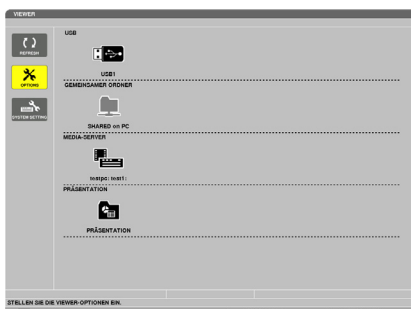 VIEWER
REFRESH
OPTIONS
SYSTEM SETTING
USB
USB1
GEMEINSAMER ORDNER
SHARED on PC
MEDIA-SERVER
testpc: test1:
PRÄSENTATION
PRÄSENTATION
STELLEN SIE DIE VIEWER-OPTIONEN EIN.